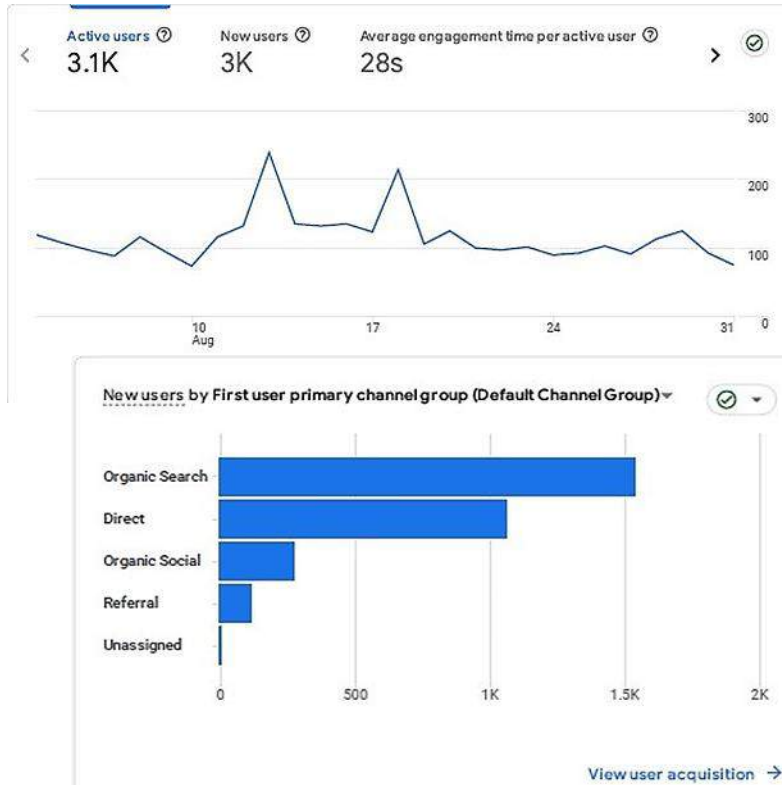 Active users New users Average engagement time per active user
3.1K 3K 28s
300
200
100
0
10 17 24 31
Aug
New users by First user primary channel group (Default Channel Group)
Organic Search
Direct
Organic Social
Referral
Unassigned
0 500 1K 1.5K 2K
View user acquisition